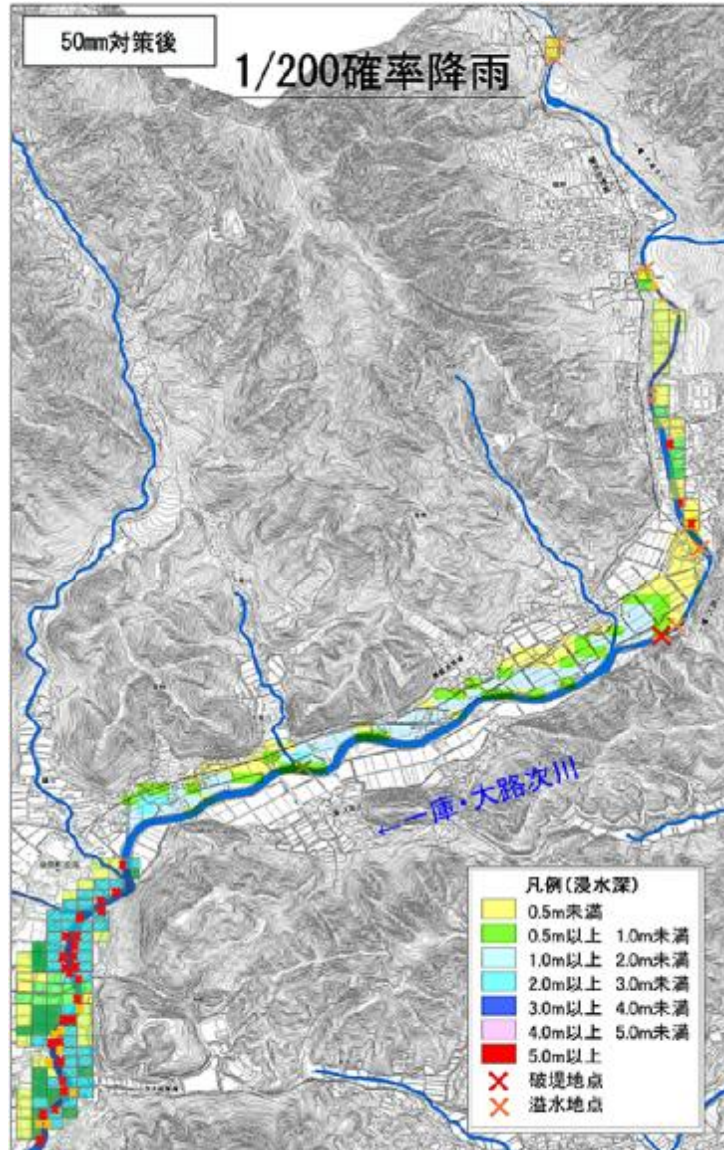 50mm対策後
1/200確率降雨
←一庫・大路次川
凡例(浸水深)
0.5m未満
0.5m以上 1.0m未満
1.0m以上 2.0m未満
2.0m以上 3.0m未満
3.0m以上 4.0m未満
4.0m以上 5.0m未満
5.0m以上
破堤地点
溢水地点